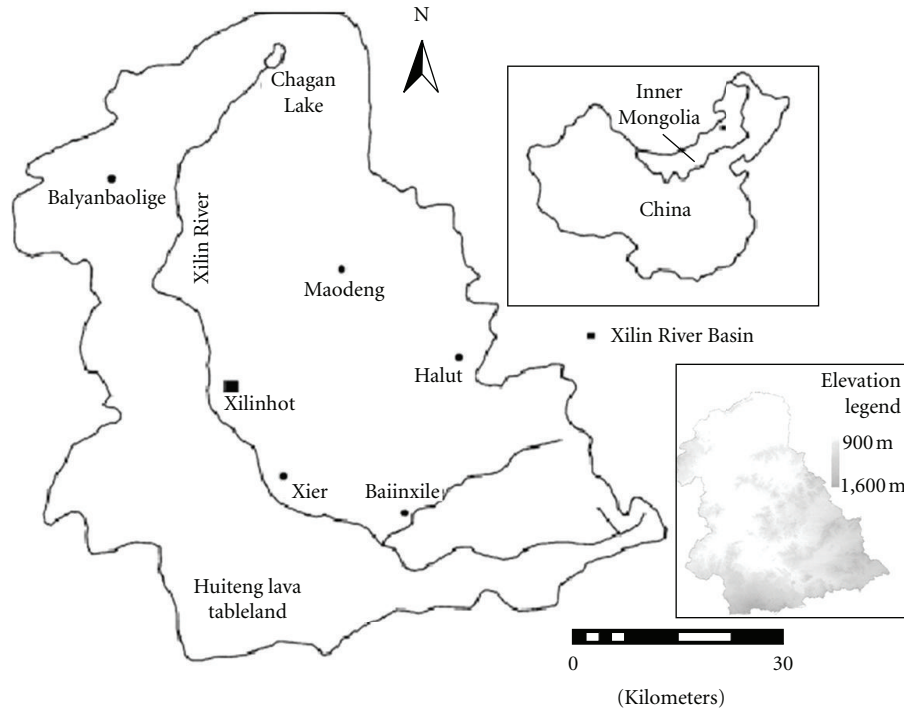 N
Chagan
Lake
Inner
Mongolia
China
Balyanbaolige
Xilin River
Maodeng
Xilin River Basin
Halut
Elevation
legend
900 m
1,600 m
Xilinhot
Xier
Baiinxile
Huiteng lava
tableland
0
30
(Kilometers)